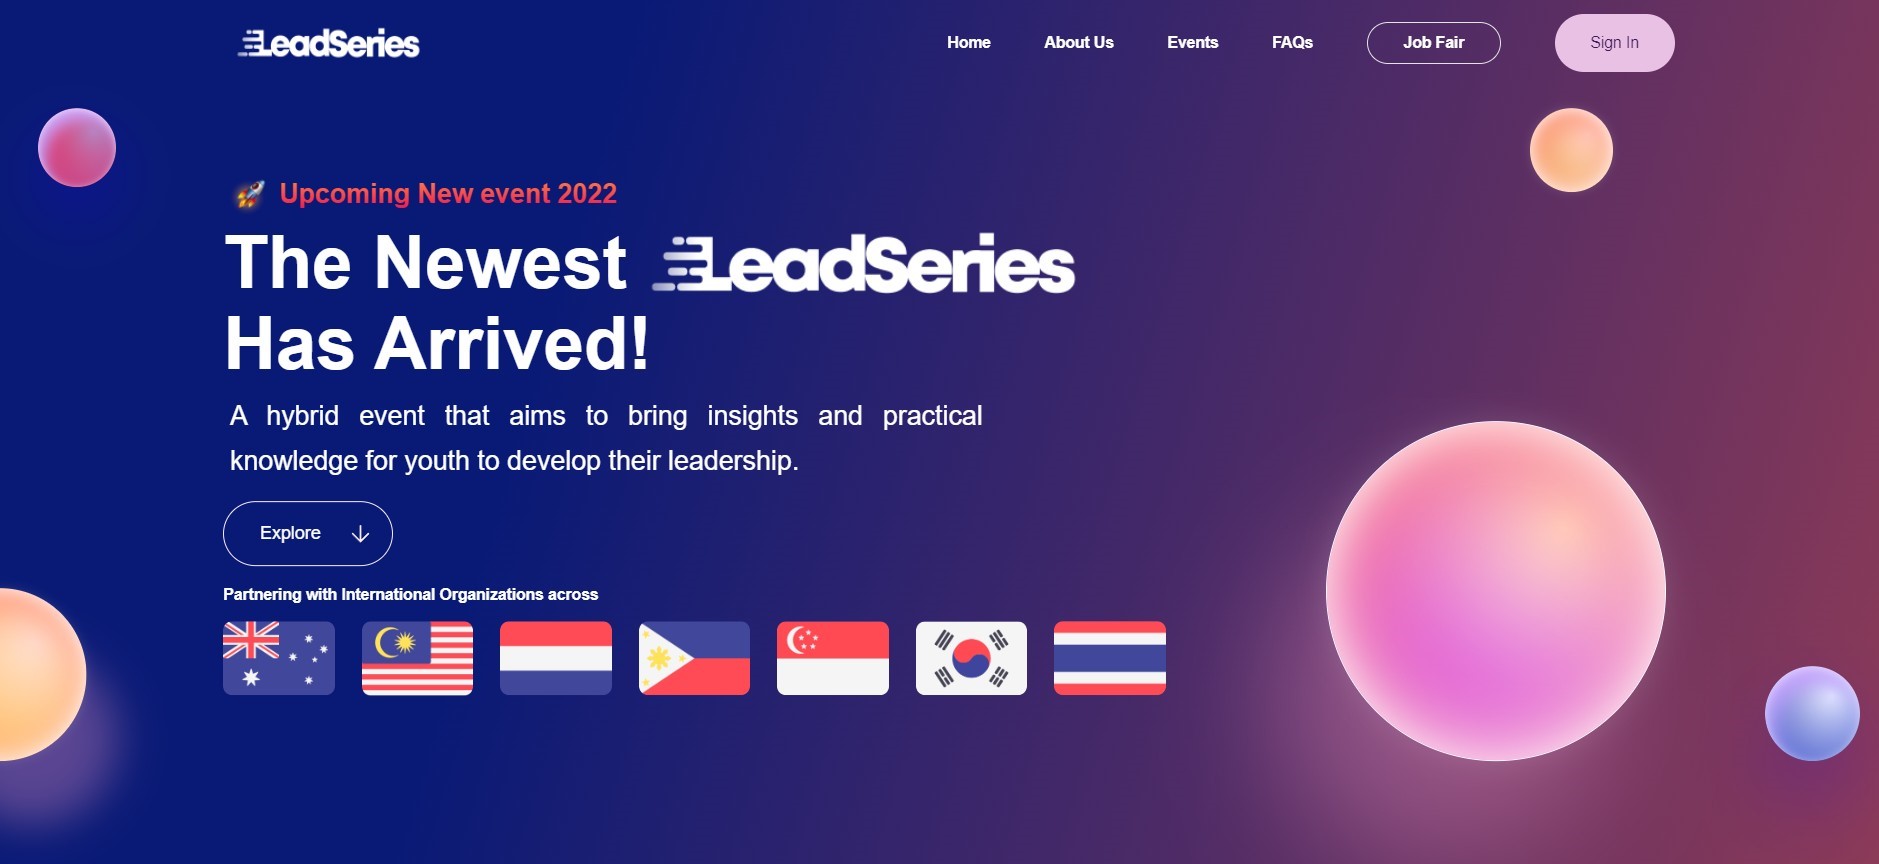 LeadSeries
Home
About Us
Events
FAQs
Job Fair
Sign In
Upcoming New event 2022
The Newest LeadSeries
Has Arrived!
A hybrid event that aims to bring insights and practical
knowledge for youth to develop their leadership.
Explore
Partnering with International Organizations across